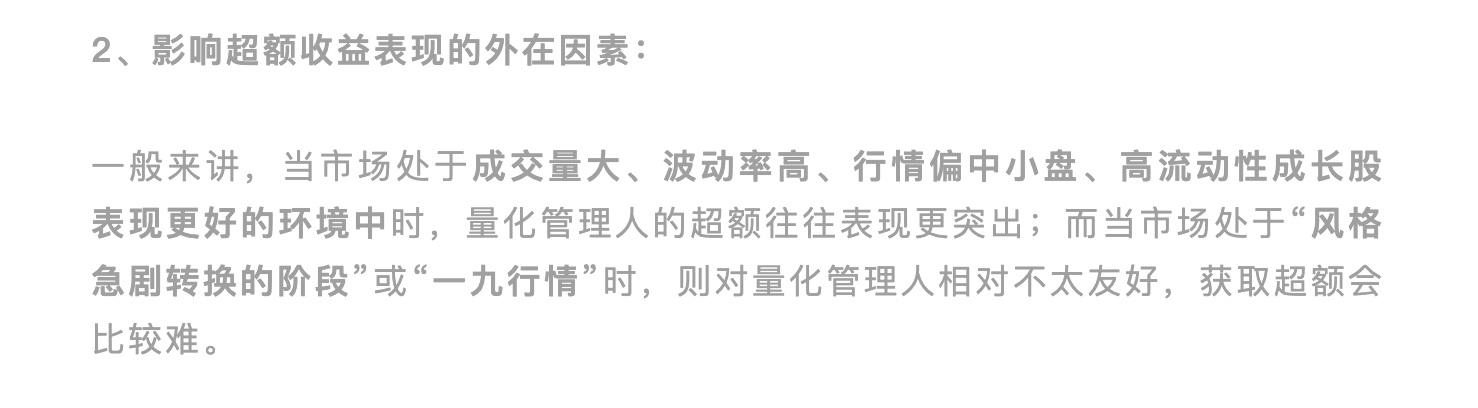 2、影响超额收益表现的外在因素：
一般来讲，当市场处于成交量大、波动率高、行情偏中小盘、高流动性成长股
表现更好的环境中时，量化管理人的超额往往表现更突出；而当市场处于“风格
急剧转换的阶段”或“一九行情”时，则对量化管理人相对不太友好，获取超额会
比较难。